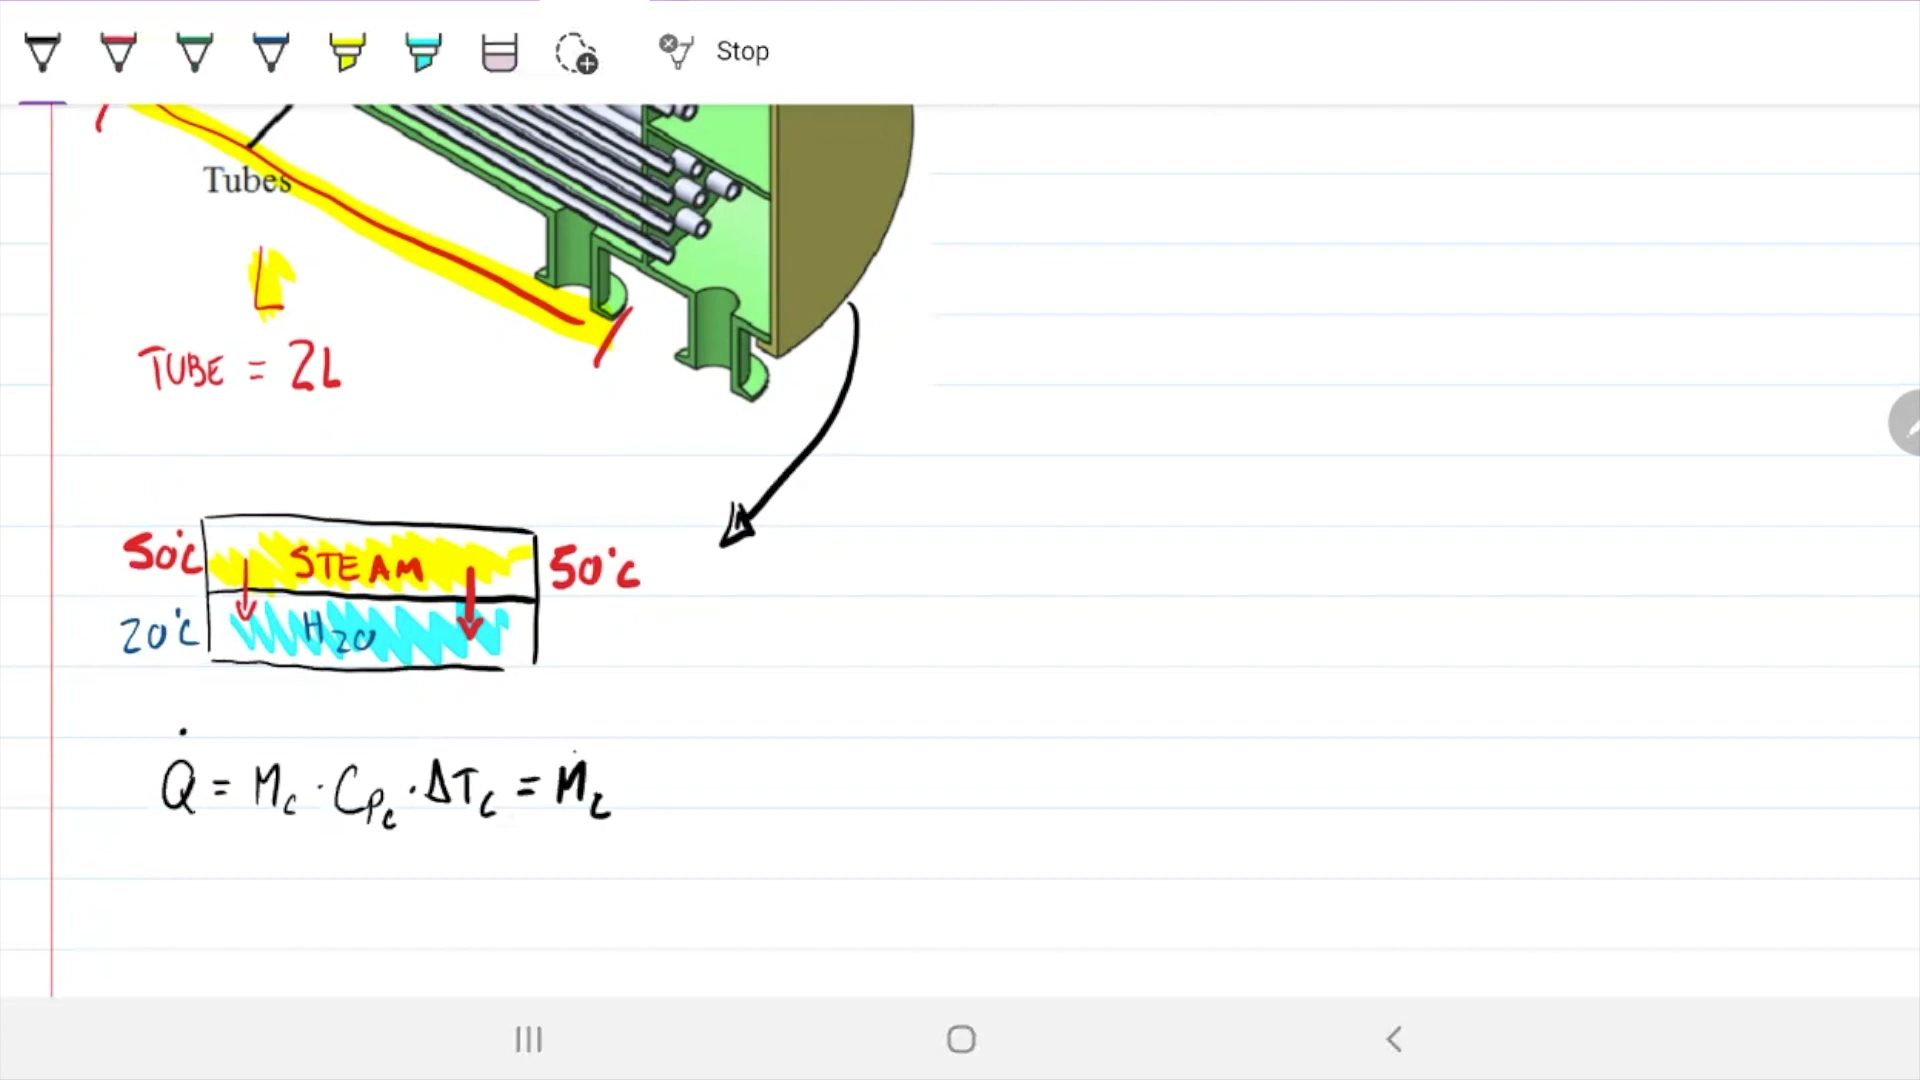 Stop
Tubes
L
TUBE = 2L
50°C STEAM 50°C
20°C H2O
Q̇ = Mc · Cpc · ΔTc = Ṁc